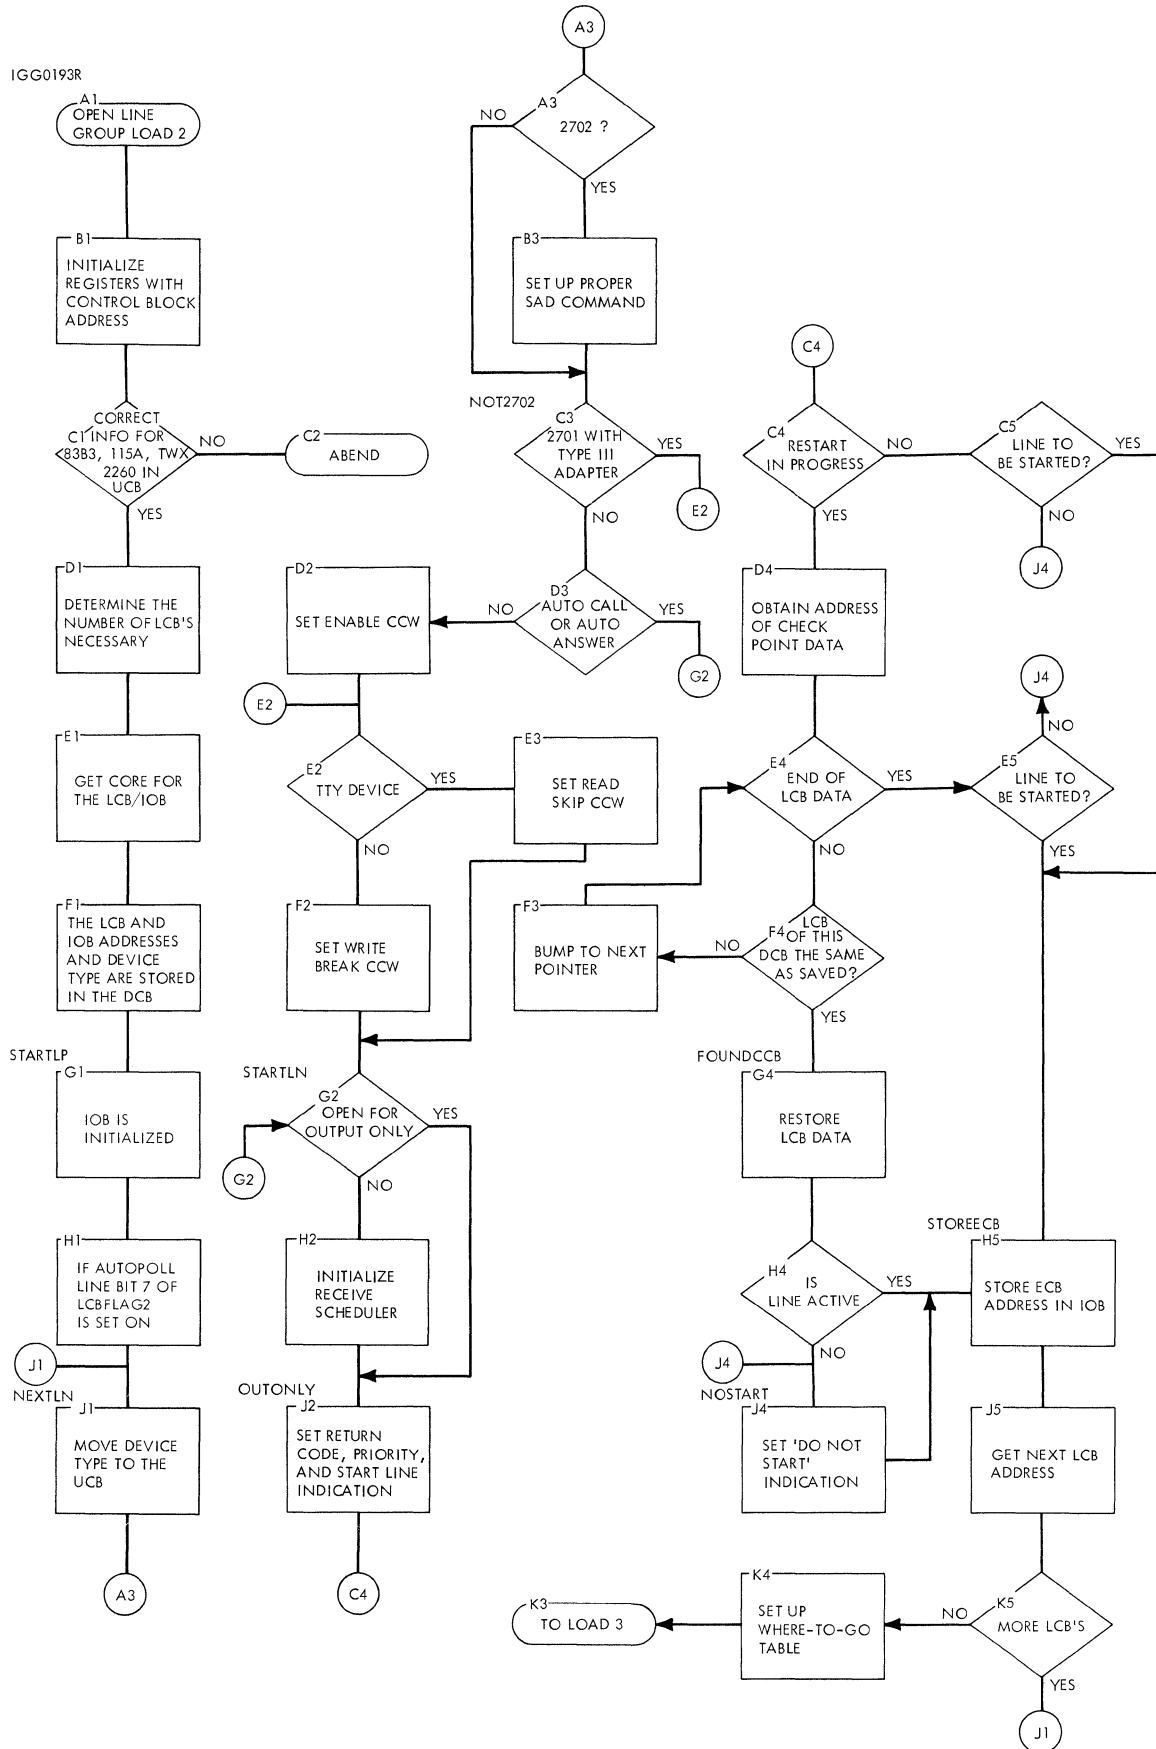 IGG0193R
A1
OPEN LINE
GROUP LOAD 2
B1
INITIALIZE
REGISTERS WITH
CONTROL BLOCK
ADDRESS
CORRECT
C1 INFO FOR
83B3, 115A, TWX
2260 IN
UCB
NO
YES
C2
ABEND
D1
DETERMINE THE
NUMBER OF LCB'S
NECESSARY
E1
GET CORE FOR
THE LCB/IOB
F1
THE LCB AND
IOB ADDRESSES
AND DEVICE
TYPE ARE STORED
IN THE DCB
STARTLP
G1
IOB IS
INITIALIZED
H1
IF AUTOPOLL
LINE BIT 7 OF
LCBFLAG2
IS SET ON
J1
NEXTLN
J1
MOVE DEVICE
TYPE TO THE
UCB
A3
D2
SET ENABLE CCW
E2
E2
TTY DEVICE
YES
NO
F2
SET WRITE
BREAK CCW
STARTLN
G2
OPEN FOR
OUTPUT ONLY
YES
G2
NO
H2
INITIALIZE
RECEIVE
SCHEDULER
OUTONLY
J2
SET RETURN
CODE, PRIORITY,
AND START LINE
INDICATION
C4
A3
A3
2702 ?
NO
YES
B3
SET UP PROPER
SAD COMMAND
NOT2702
C3
2701 WITH
TYPE III
ADAPTER
YES
E2
NO
D3
AUTO CALL
OR AUTO
ANSWER
NO
YES
G2
E3
SET READ
SKIP CCW
F3
BUMP TO NEXT
POINTER
C4
C4
RESTART
IN PROGRESS
NO
YES
D4
OBTAIN ADDRESS
OF CHECK
POINT DATA
E4
END OF
LCB DATA
YES
NO
LCB
F4 OF THIS
DCB THE SAME
AS SAVED?
NO
YES
FOUNDCCB
G4
RESTORE
LCB DATA
H4
IS
LINE ACTIVE
YES
NO
J4
NOSTART
J4
SET 'DO NOT
START'
INDICATION
K4
SET UP
WHERE-TO-GO
TABLE
K3
TO LOAD 3
C5
LINE TO
BE STARTED?
YES
NO
J4
J4
NO
E5
LINE TO
BE STARTED?
YES
STOREECB
H5
STORE ECB
ADDRESS IN IOB
J5
GET NEXT LCB
ADDRESS
K5
MORE LCB'S
NO
YES
J1